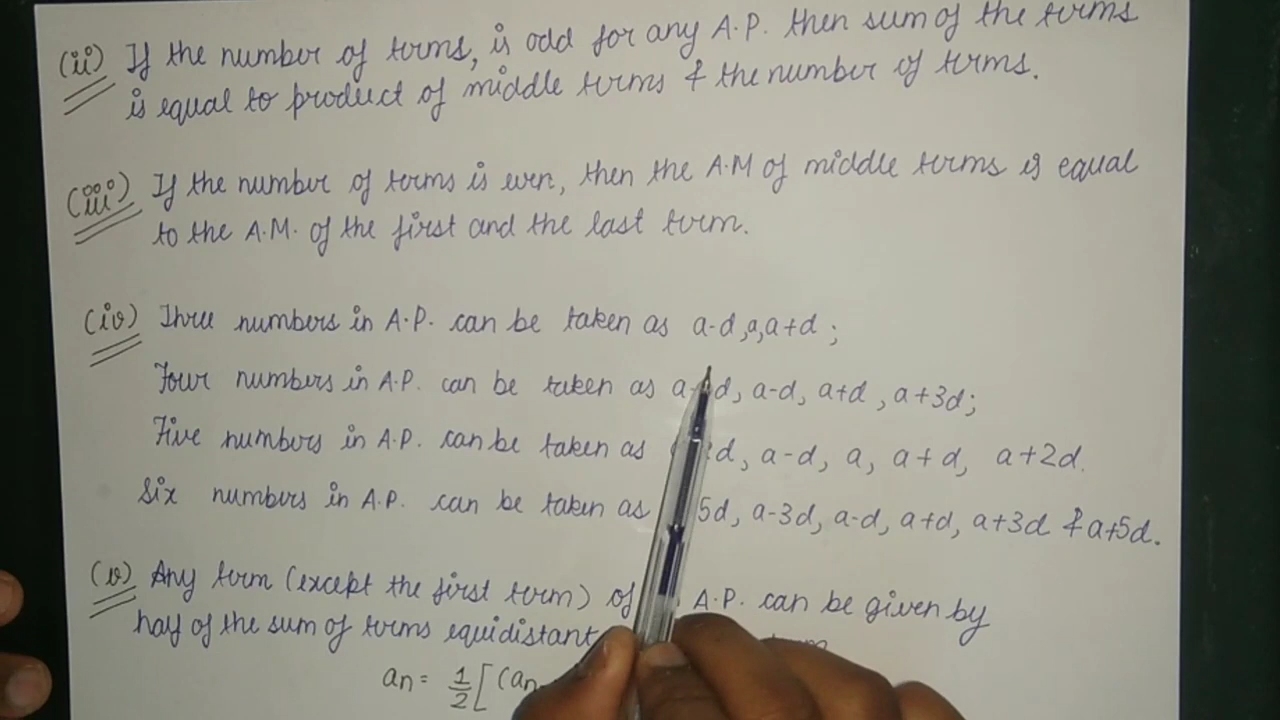 (ii) If the number of terms, is odd for any A.P. then sum of the terms
is equal to product of middle terms & the number of terms.
(iii) If the number of terms is even, then the A.M of middle terms is equal
to the A.M. of the first and the last term.
(iv) Three numbers in A.P. can be taken as a-d,a,a+d ;
Four numbers in A.P. can be taken as a- d, a-d, a+d , a+3d;
Five numbers in A.P. can be taken as d, a-d, a, a+d, a+2d.
Six numbers in A.P. can be taken as 5d, a-3d, a-d, a+d, a+3d & a+5d.
(v) Any term (except the first term) of A.P. can be given by
hay of the sum of terms equidistant
an = 1/2 [(an